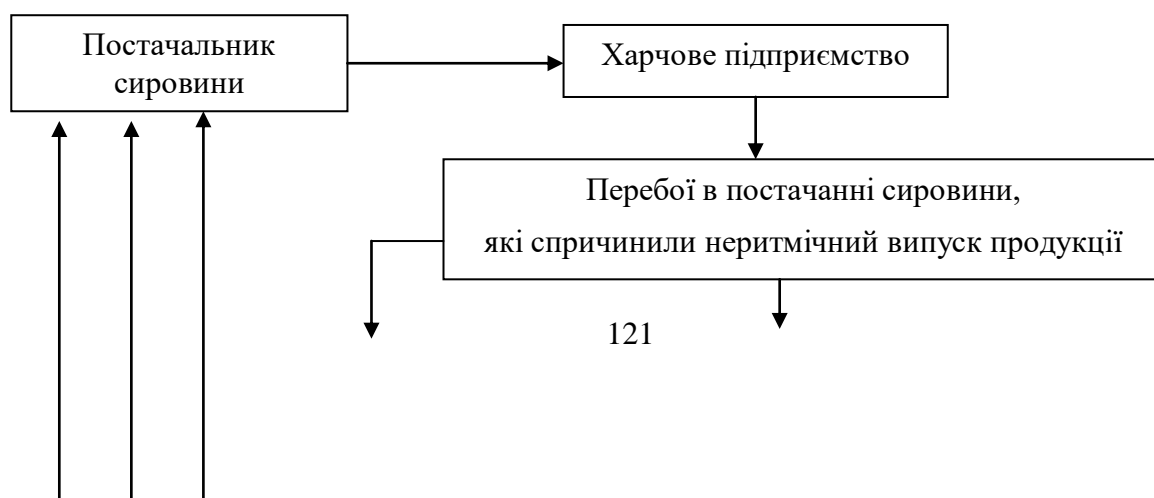 Постачальник
сировини
Харчове підприємство
Перебої в постачанні сировини,
які спричинили неритмічний випуск продукції
121